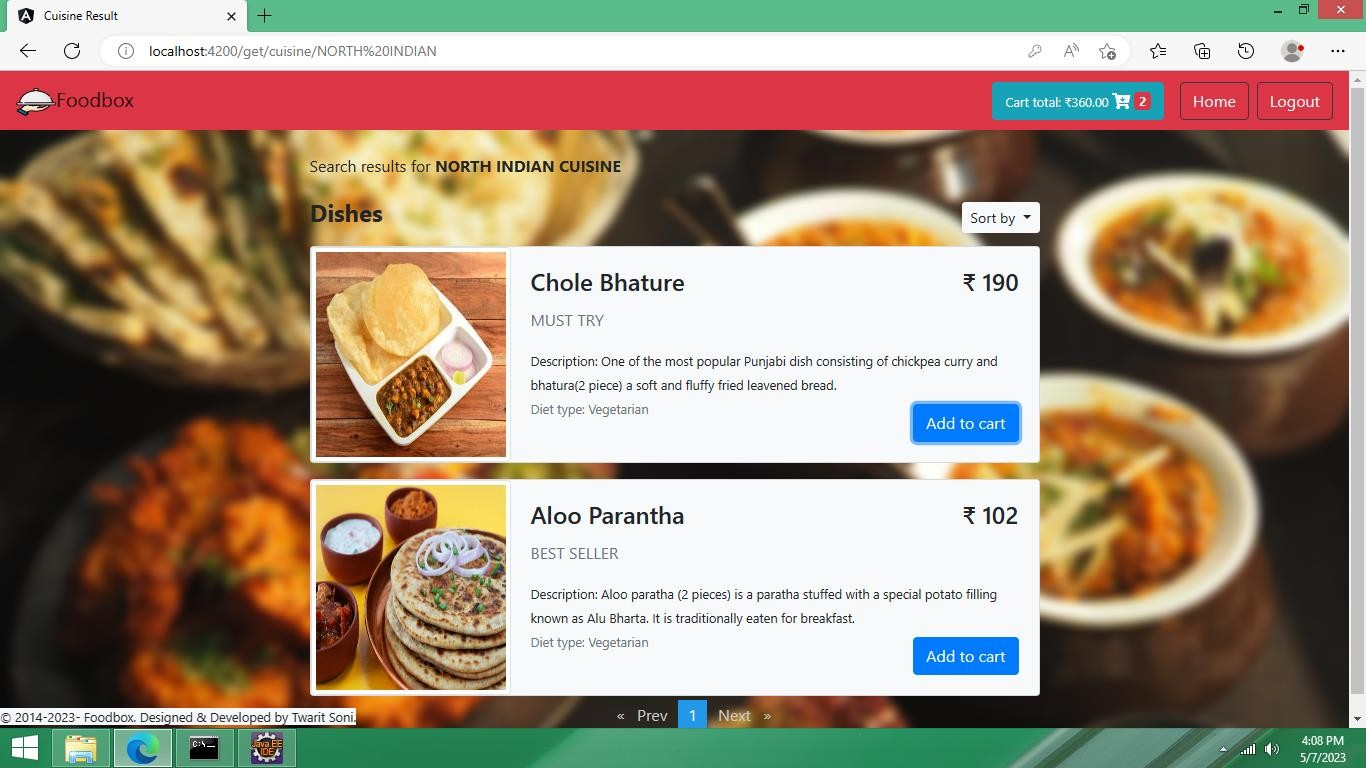 Cuisine Result
localhost:4200/get/cuisine/NORTH%20INDIAN
Foodbox
Cart total: ₹360.00 2
Home
Logout
Search results for NORTH INDIAN CUISINE
Dishes
Sort by
Chole Bhature
₹ 190
MUST TRY
Description: One of the most popular Punjabi dish consisting of chickpea curry and
bhatura(2 piece) a soft and fluffy fried leavened bread.
Diet type: Vegetarian
Add to cart
Aloo Parantha
₹ 102
BEST SELLER
Description: Aloo paratha (2 pieces) is a paratha stuffed with a special potato filling
known as Alu Bharta. It is traditionally eaten for breakfast.
Diet type: Vegetarian
Add to cart
« Prev 1 Next »
© 2014-2023- Foodbox. Designed & Developed by Twarit Soni.
C:\_
Java EE
IDE
4:08 PM
5/7/2023